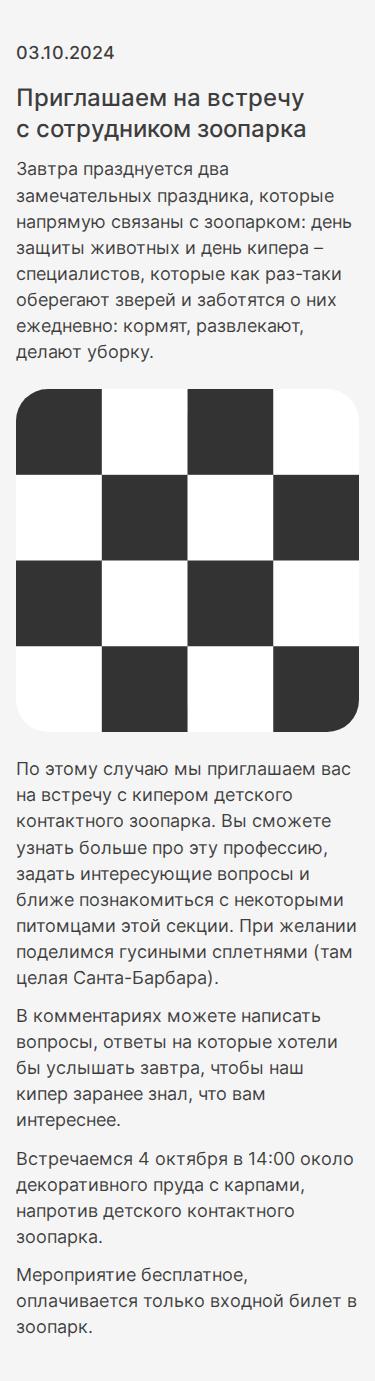 03.10.2024
Приглашаем на встречу
с сотрудником зоопарка
Завтра празднуется два
замечательных праздника, которые
напрямую связаны с зоопарком: день
защиты животных и день кипера –
специалистов, которые как раз-таки
оберегают зверей и заботятся о них
ежедневно: кормят, развлекают,
делают уборку.
По этому случаю мы приглашаем вас
на встречу с кипером детского
контактного зоопарка. Вы сможете
узнать больше про эту профессию,
задать интересующие вопросы и
ближе познакомиться с некоторыми
питомцами этой секции. При желании
поделимся гусиными сплетнями (там
целая Санта-Барбара).
В комментариях можете написать
вопросы, ответы на которые хотели
бы услышать завтра, чтобы наш
кипер заранее знал, что вам
интереснее.
Встречаемся 4 октября в 14:00 около
декоративного пруда с карпами,
напротив детского контактного
зоопарка.
Мероприятие бесплатное,
оплачивается только входной билет в
зоопарк.